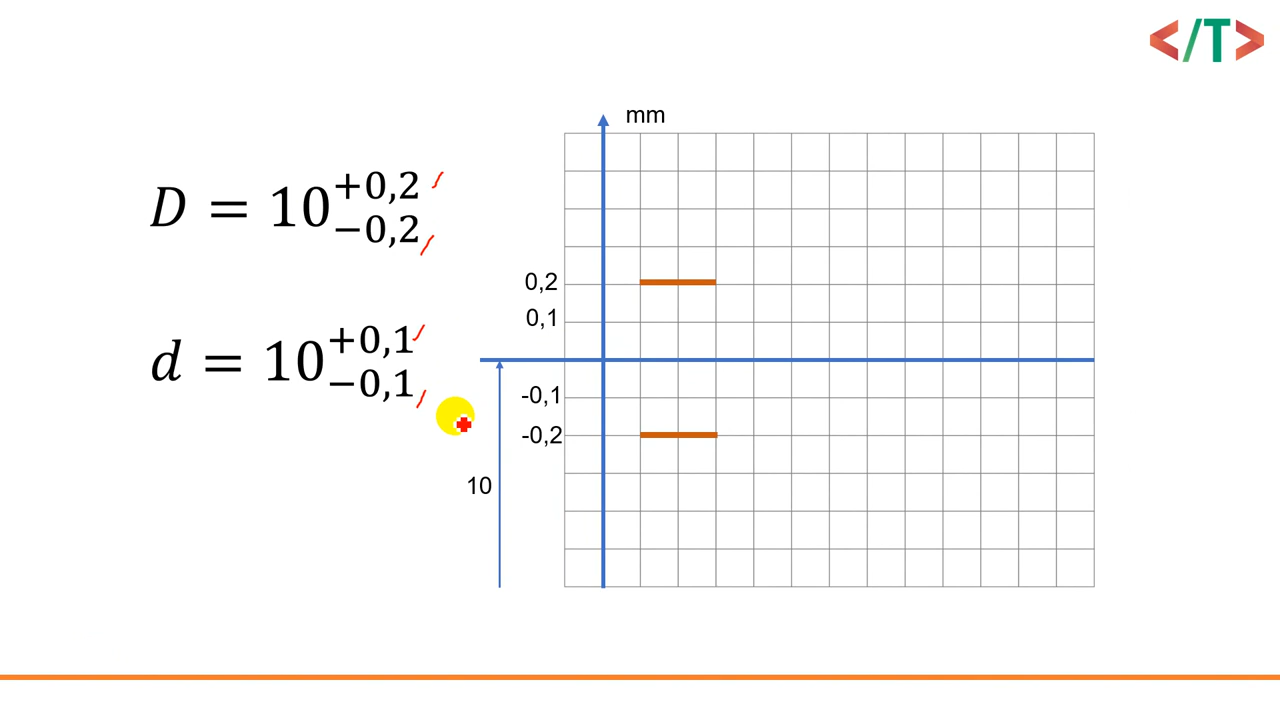 </T>
mm
D = 10 +0,2 −0,2
d = 10 +0,1 −0,1
0,2
0,1
-0,1
-0,2
10